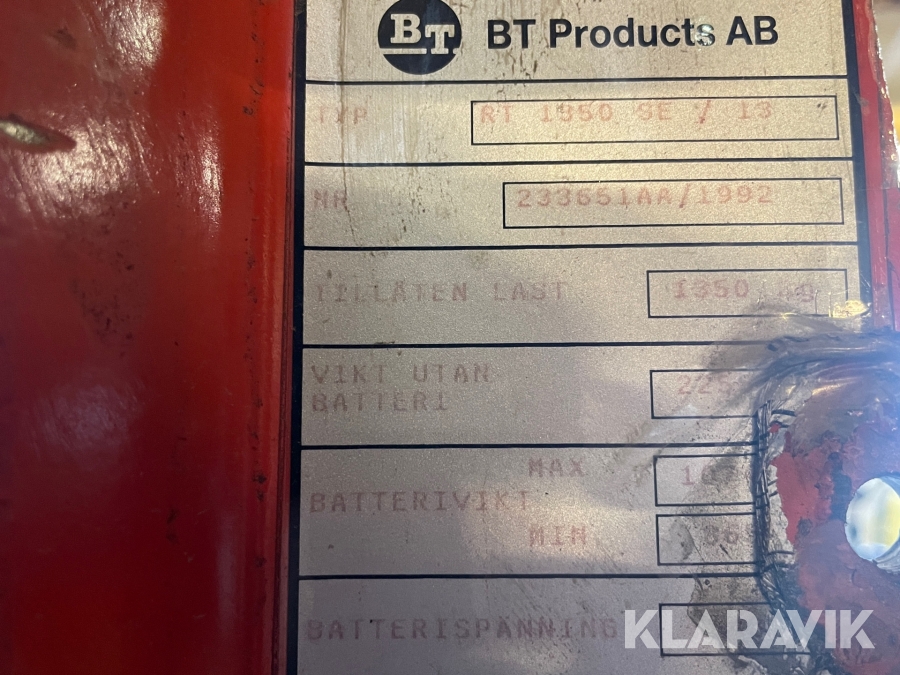 BT BT Products AB
TYP RT 1350 SE / 13
NR 233651AA/1992
TILLÅTEN LAST 1350 kg
VIKT UTAN
BATTERI
MAX
BATTERIVIKT
MIN
BATTERISPÄNNING
KLARAVIK